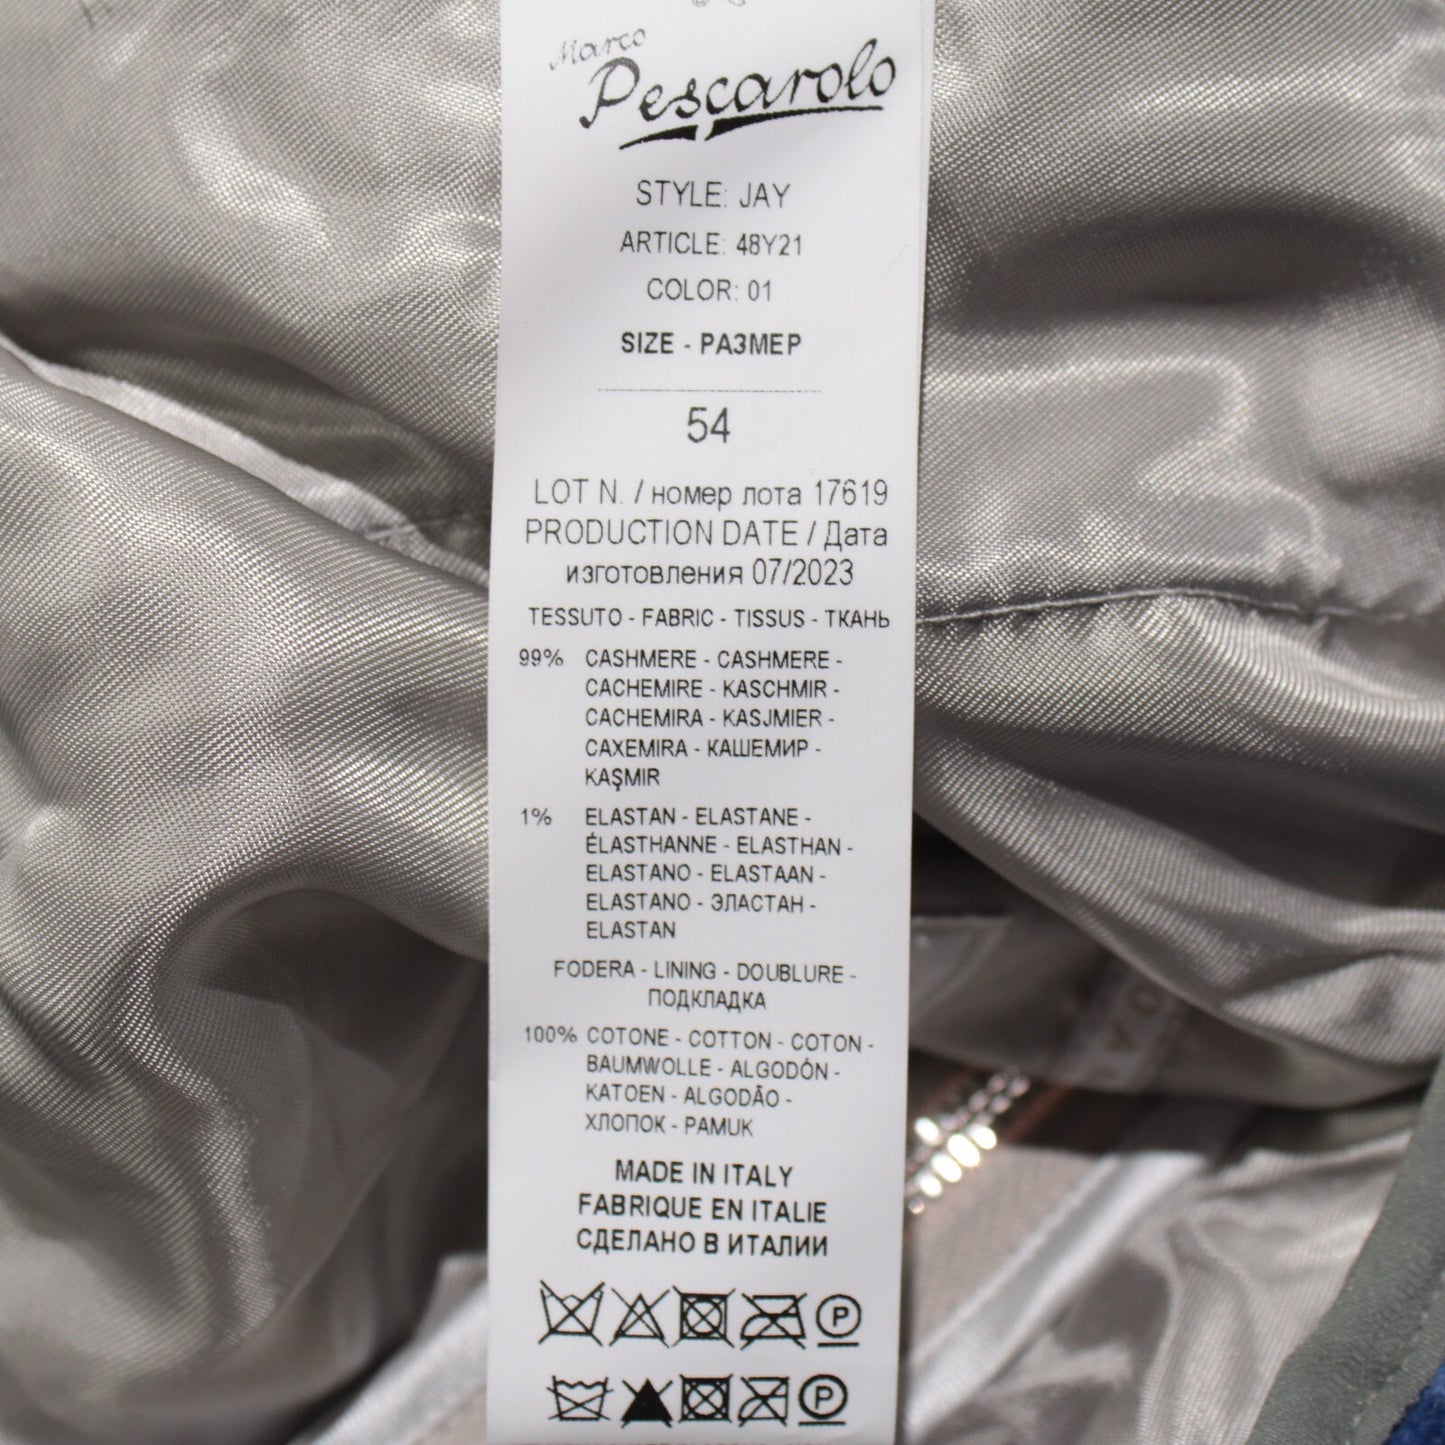 Marco
Pescarolo
STYLE: JAY
ARTICLE: 48Y21
COLOR: 01
SIZE - РАЗМЕР
54
LOT N. / номер лота 17619
PRODUCTION DATE / Дата
изготовления 07/2023
TESSUTO - FABRIC - TISSUS - ТКАНЬ
99% CASHMERE - CASHMERE -
CACHEMIRE - KASCHMIR -
CACHEMIRA - KASJMIER -
CAXEMIRA - КАШЕМИР -
KAŞMIR
1% ELASTAN - ELASTANE -
ÉLASTHANNE - ELASTHAN -
ELASTANO - ELASTAAN -
ELASTANO - ЭЛАСТАН -
ELASTAN
FODERA - LINING - DOUBLURE -
ПОДКЛАДКА
100% COTONE - COTTON - COTON -
BAUMWOLLE - ALGODÓN -
KATOEN - ALGODÃO -
ХЛОПОК - PAMUK
MADE IN ITALY
FABRIQUE EN ITALIE
СДЕЛАНО В ИТАЛИИ
P
P